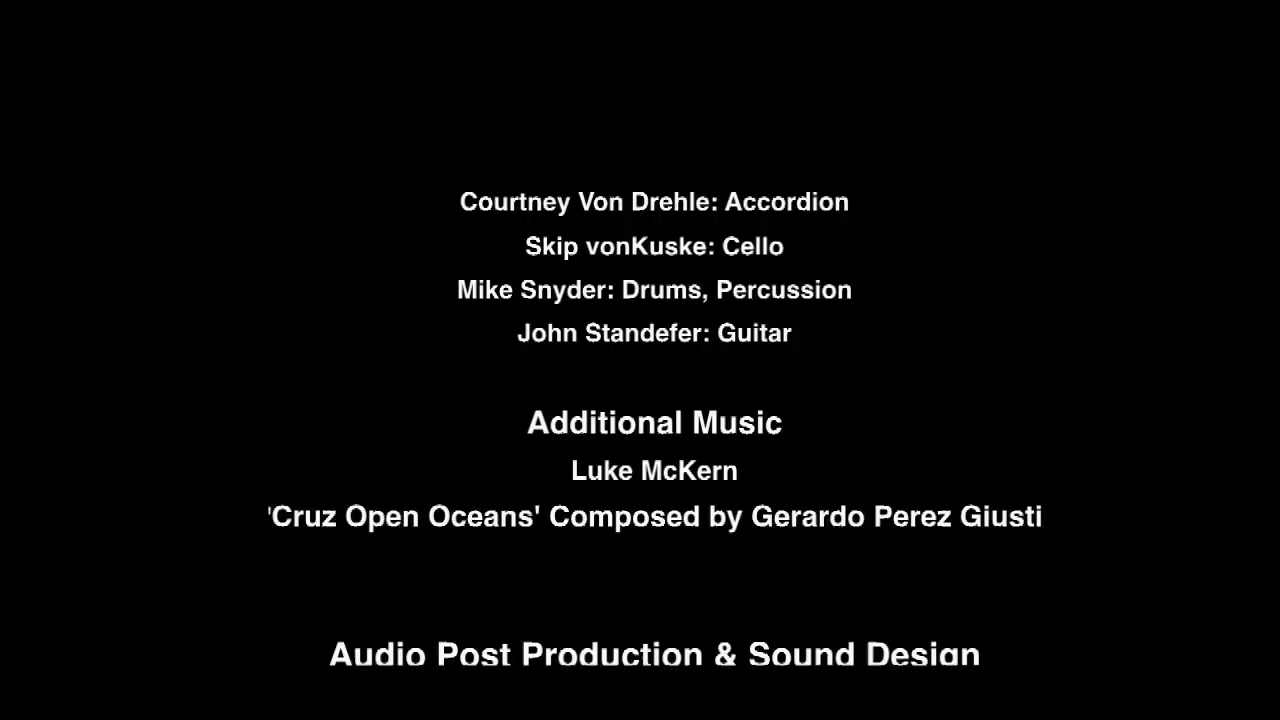 Courtney Von Drehle: Accordion
Skip vonKuske: Cello
Mike Snyder: Drums, Percussion
John Standefer: Guitar
Additional Music
Luke McKern
'Cruz Open Oceans' Composed by Gerardo Perez Giusti
Audio Post Production & Sound Design